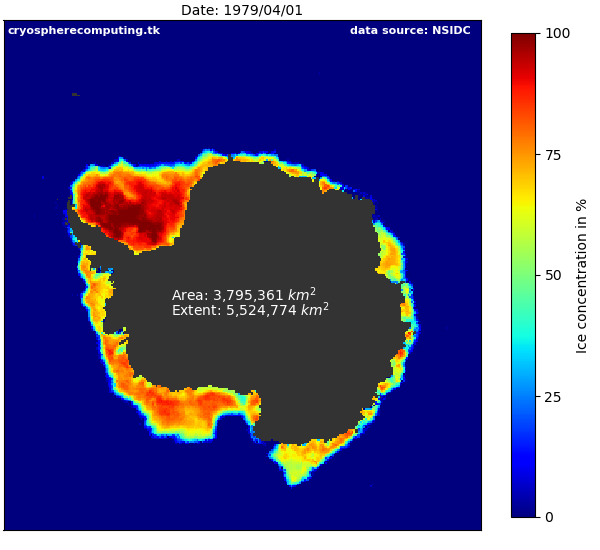 Date: 1979/04/01
cryospherecomputing.tk
data source: NSIDC
Area: 3,795,361 km²
Extent: 5,524,774 km²
100
75
50
25
0
Ice concentration in %